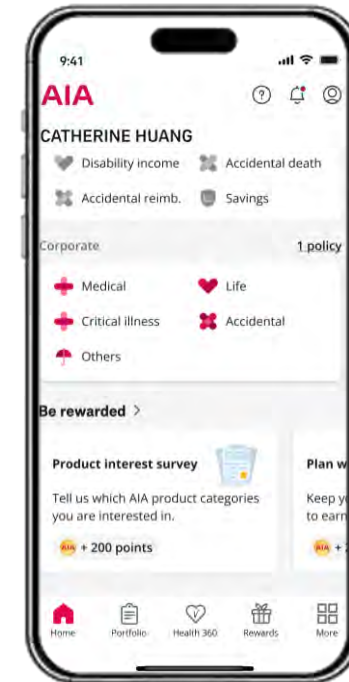 9:41
AIA
CATHERINE HUANG
Disability income Accidental death
Accidental reimb. Savings
Corporate 1 policy
Medical Life
Critical illness Accidental
Others
Be rewarded >
Product interest survey Plan w
Tell us which AIA product categories Keep y
you are interested in. to earn
AIA + 200 points AIA +
Home Portfolio Health 360 Rewards More